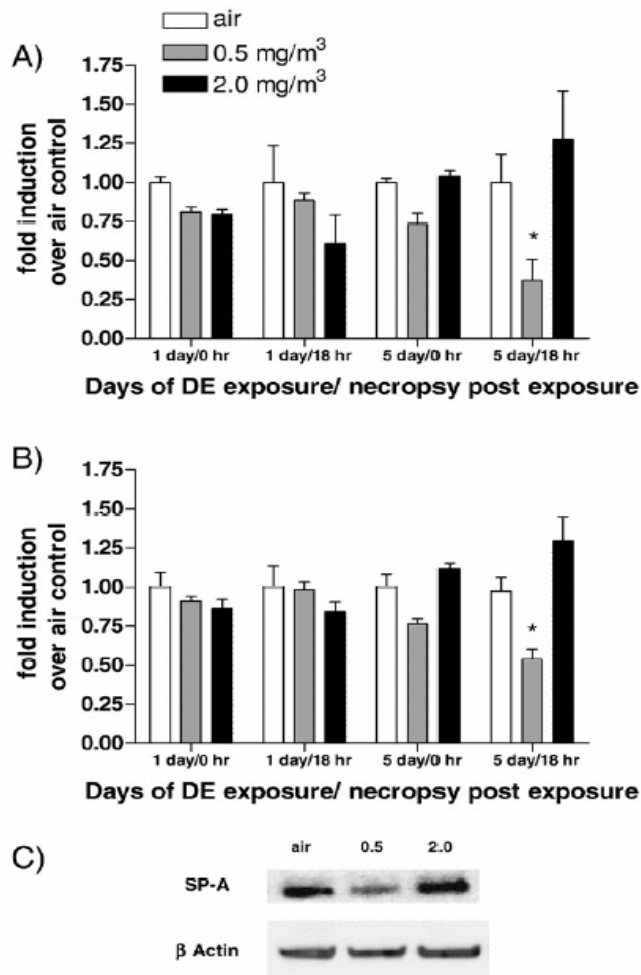 air
0.5 mg/m³
2.0 mg/m³
A)
fold induction
over air control
1.75
1.50
1.25
1.00
0.75
0.50
0.25
0.00
*
1 day/0 hr 1 day/18 hr 5 day/0 hr 5 day/18 hr
Days of DE exposure/ necropsy post exposure
B)
fold induction
over air control
1.75
1.50
1.25
1.00
0.75
0.50
0.25
0.00
*
1 day/0 hr 1 day/18 hr 5 day/0 hr 5 day/18 hr
Days of DE exposure/ necropsy post exposure
C)
air 0.5 2.0
SP-A
β Actin